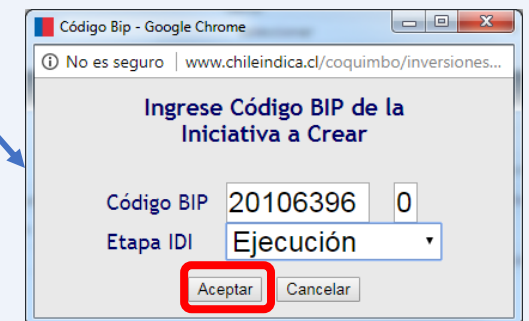 Código Bip - Google Chrome
No es seguro | www.chileindica.cl/coquimbo/inversiones...
Ingrese Código BIP de la
Iniciativa a Crear
Código BIP 20106396 0
Etapa IDI Ejecución
Aceptar Cancelar